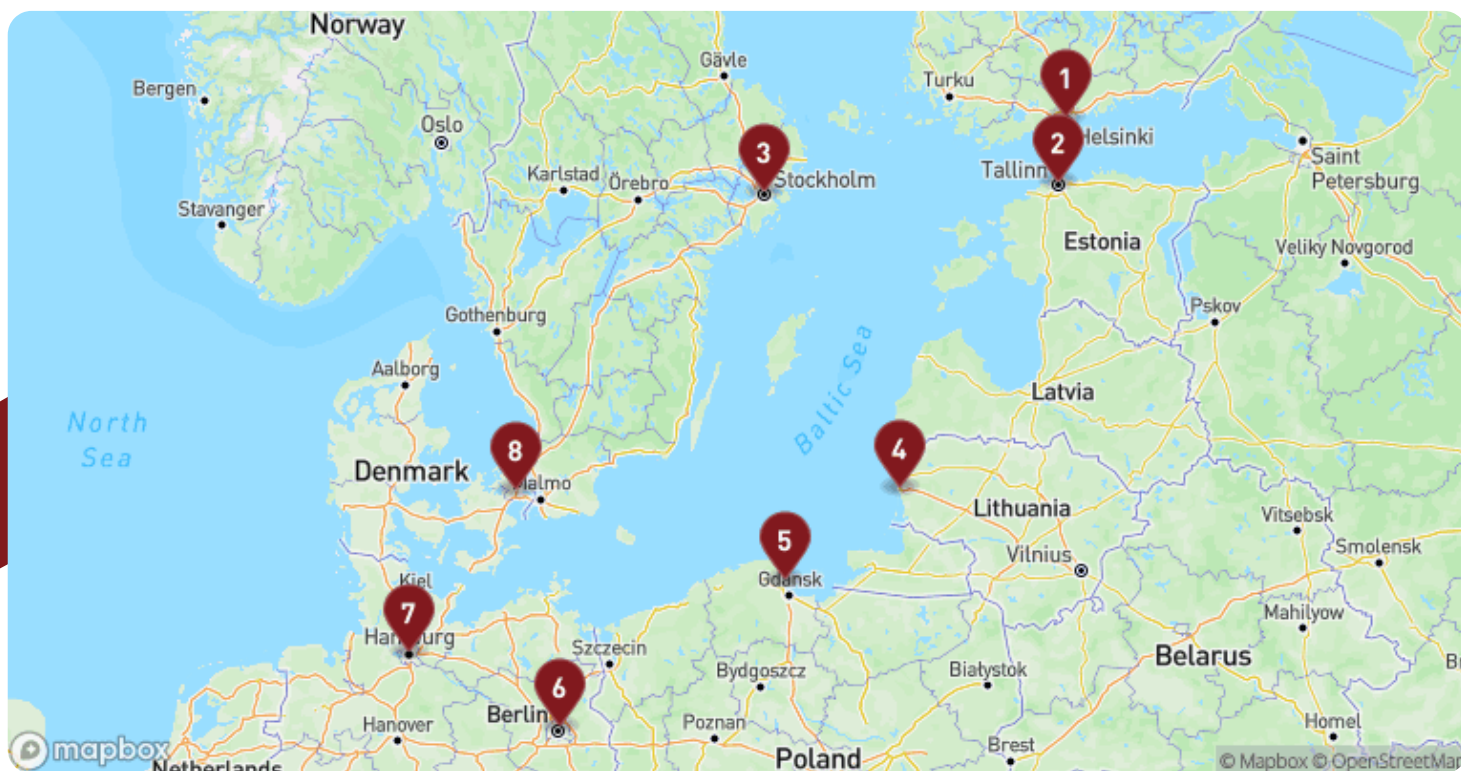 Norway
Gävle
Bergen
Turku
1
Oslo
2
Helsinki
3
Saint
Petersburg
Tallinn
Karlstad
Örebro
Stockholm
Stavanger
Estonia
Veliky Novgorod
Gothenburg
Pskov
Aalborg
Baltic Sea
Latvia
North
Sea
8
4
Denmark
Malmo
Lithuania
Vitsebsk
5
Vilnius
Smolensk
Kiel
Gdansk
7
Mahilyow
Hamburg
Szczecin
Belarus
Bydgoszcz
Białystok
6
Berlin
Hanover
Poznan
Homel
mapbox
Poland
Brest
Netherlands
© Mapbox © OpenStreetMap